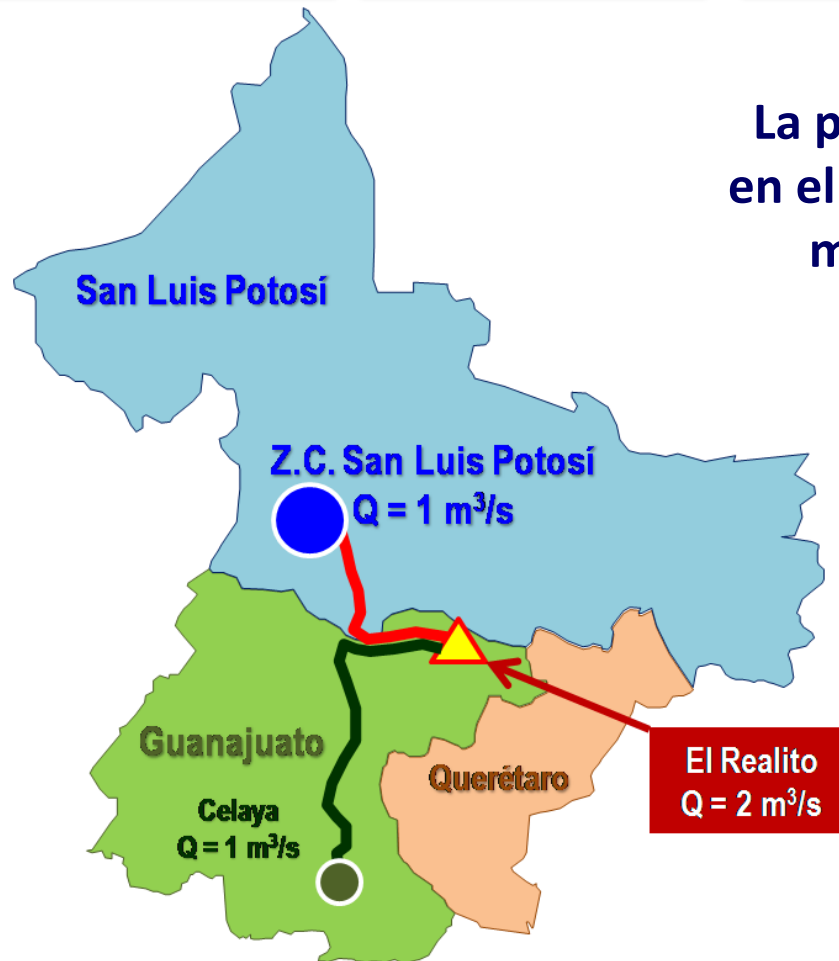 La p
en el
m
San Luis Potosí
Z.C. San Luis Potosí
Q = 1 m³/s
Guanajuato
Querétaro
El Realito
Q = 2 m³/s
Celaya
Q = 1 m³/s